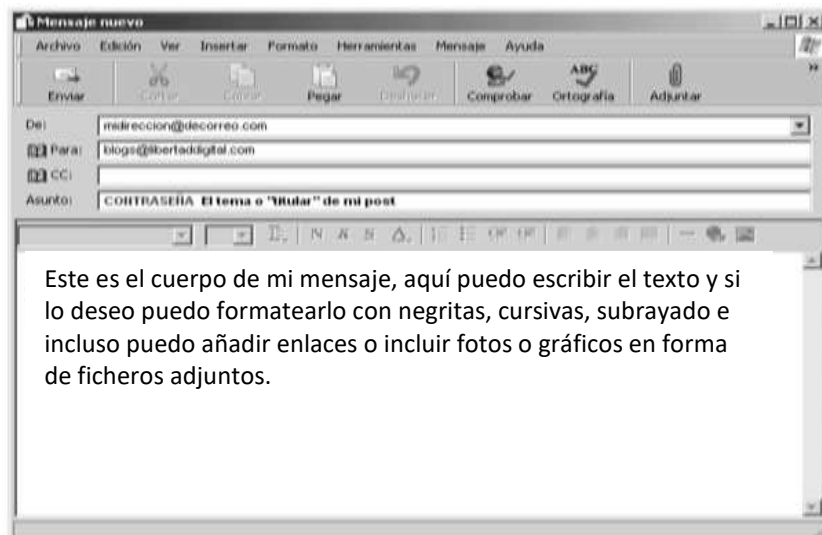 Mensaje nuevo
Archivo Edición Ver Insertar Formato Herramientas Mensaje Ayuda
Enviar Cortar Copiar Pegar Deshacer Comprobar Ortografía Adjuntar
De: midireccion@decorreo.com
Para: blogs@libertaddigital.com
CC:
Asunto: CONTRASEÑA El tema o "titular" de mi post
Este es el cuerpo de mi mensaje, aquí puedo escribir el texto y si
lo deseo puedo formatearlo con negritas, cursivas, subrayado e
incluso puedo añadir enlaces o incluir fotos o gráficos en forma
de ficheros adjuntos.